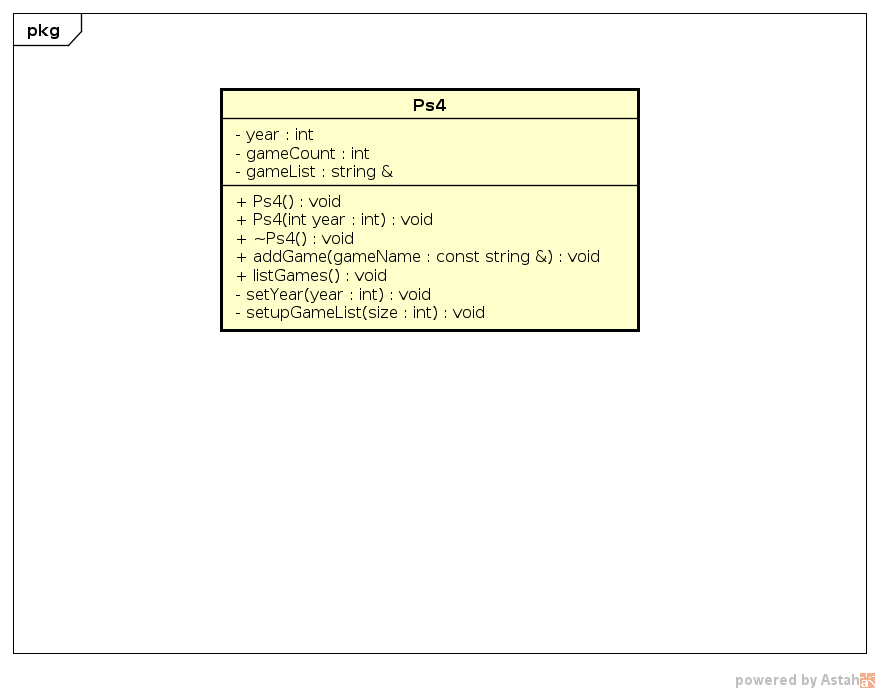 pkg
Ps4
- year : int
- gameCount : int
- gameList : string &
+ Ps4() : void
+ Ps4(int year : int) : void
+ ~Ps4() : void
+ addGame(gameName : const string &) : void
+ listGames() : void
- setYear(year : int) : void
- setupGameList(size : int) : void
powered by Astah